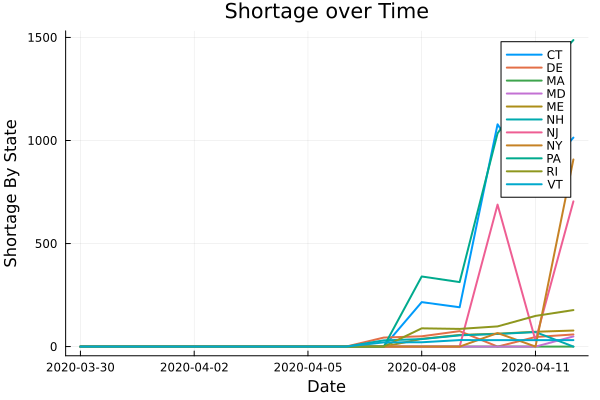 Shortage over Time
Shortage By State
1500
1000
500
0
CT
DE
MA
MD
ME
NH
NJ
NY
PA
RI
VT
2020-03-30 2020-04-02 2020-04-05 2020-04-08 2020-04-11
Date